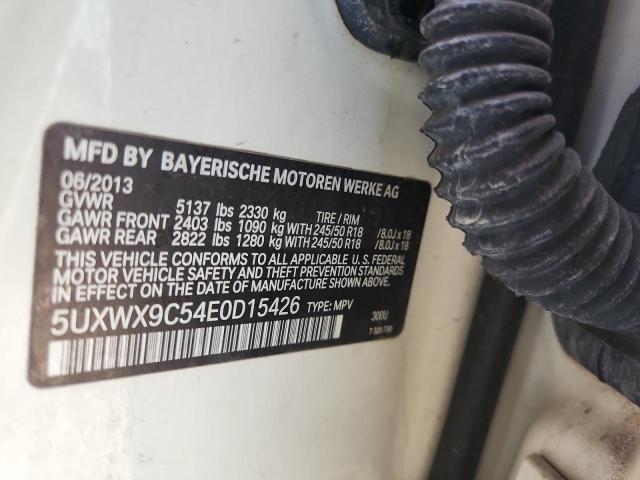 MFD BY BAYERISCHE MOTOREN WERKE AG
06/2013
GVWR 5137 lbs 2330 kg TIRE / RIM
GAWR FRONT 2403 lbs 1090 kg WITH 245/50 R18 /8.0J x 18
GAWR REAR 2822 lbs 1280 kg WITH 245/50 R18 /8.0J x 18
THIS VEHICLE CONFORMS TO ALL APPLICABLE U. S. FEDERAL
MOTOR VEHICLE SAFETY AND THEFT PREVENTION STANDARDS
IN EFFECT ON THE DATE OF MANUFACTURE SHOWN ABOVE.
5UXWX9C54E0D15426 TYPE: MPV 300U